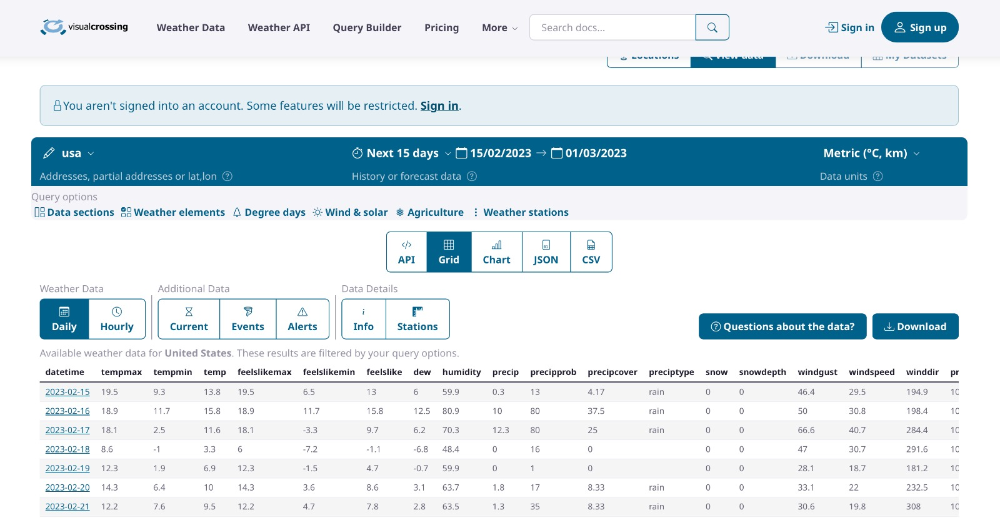 visualcrossing Weather Data Weather API Query Builder Pricing More Search docs... Sign in Sign up
Locations View data Download My Datasets
You aren't signed into an account. Some features will be restricted. Sign in.
usa Next 15 days 15/02/2023 → 01/03/2023 Metric (°C, km)
Addresses, partial addresses or lat,lon ? History or forecast data ? Data units ?
Query options
Data sections Weather elements Degree days Wind & solar Agriculture Weather stations
API Grid Chart JSON CSV
Weather Data Additional Data Data Details
Daily Hourly Current Events Alerts Info Stations Questions about the data? Download
Available weather data for United States. These results are filtered by your query options.
datetime tempmax tempmin temp feelslikemax feelslikemin feelslike dew humidity precip precipprob precipcover preciptype snow snowdepth windgust windspeed winddir
2023-02-15 19.5 9.3 13.8 19.5 6.5 13 6 59.9 0.3 13 4.17 rain 0 0 46.4 29.5 194.9
2023-02-16 18.9 11.7 15.8 18.9 11.7 15.8 12.5 80.9 10 80 37.5 rain 0 0 50 30.8 198.4
2023-02-17 18.1 2.5 11.6 18.1 -3.3 9.7 6.2 70.3 12.3 80 25 rain 0 0 66.6 40.7 284.4
2023-02-18 8.6 -1 3.3 6 -7.2 -1.1 -6.8 48.4 0 16 0 0 0 47 30.7 291.6
2023-02-19 12.3 1.9 6.9 12.3 -1.5 4.7 -0.7 59.9 0 1 0 0 0 28.1 18.7 181.2
2023-02-20 14.3 6.4 10 14.3 3.6 8.6 3.1 63.7 1.8 17 8.33 rain 0 0 33.1 22 232.5
2023-02-21 12.2 7.6 9.5 12.2 4.7 7.8 2.8 63.5 1.3 35 8.33 rain 0 0 30.6 19.8 308